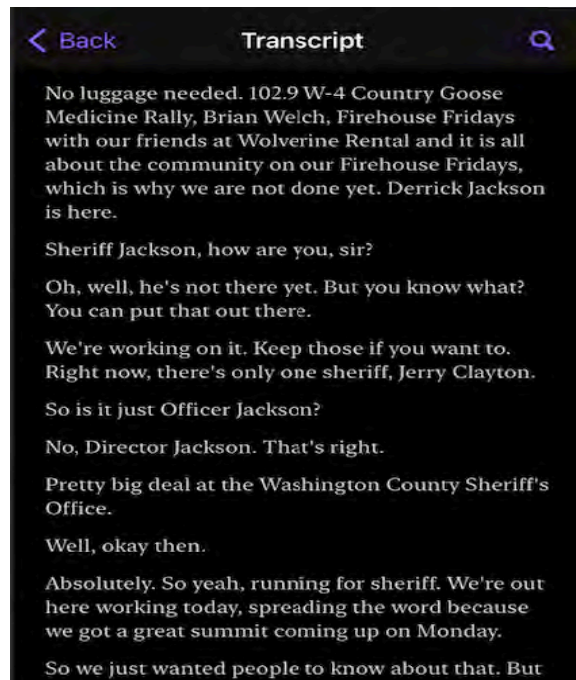 Back
Transcript
No luggage needed. 102.9 W-4 Country Goose
Medicine Rally, Brian Welch, Firehouse Fridays
with our friends at Wolverine Rental and it is all
about the community on our Firehouse Fridays,
which is why we are not done yet. Derrick Jackson
is here.
Sheriff Jackson, how are you, sir?
Oh, well, he's not there yet. But you know what?
You can put that out there.
We're working on it. Keep those if you want to.
Right now, there's only one sheriff, Jerry Clayton.
So is it just Officer Jackson?
No, Director Jackson. That's right.
Pretty big deal at the Washington County Sheriff's
Office.
Well, okay then.
Absolutely. So yeah, running for sheriff. We're out
here working today, spreading the word because
we got a great summit coming up on Monday.
So we just wanted people to know about that. But